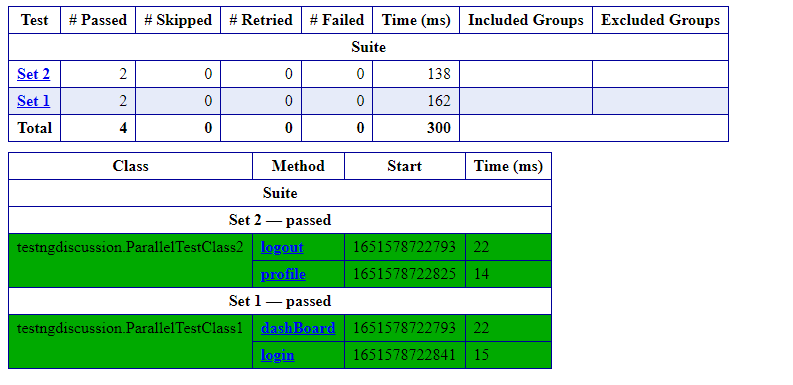 Test # Passed # Skipped # Retried # Failed Time (ms) Included Groups Excluded Groups
Suite
Set 2 2 0 0 0 138
Set 1 2 0 0 0 162
Total 4 0 0 0 300
Class Method Start Time (ms)
Suite
Set 2 — passed
testngdiscussion.ParallelTestClass2 logout 1651578722793 22
profile 1651578722825 14
Set 1 — passed
testngdiscussion.ParallelTestClass1 dashBoard 1651578722793 22
login 1651578722841 15